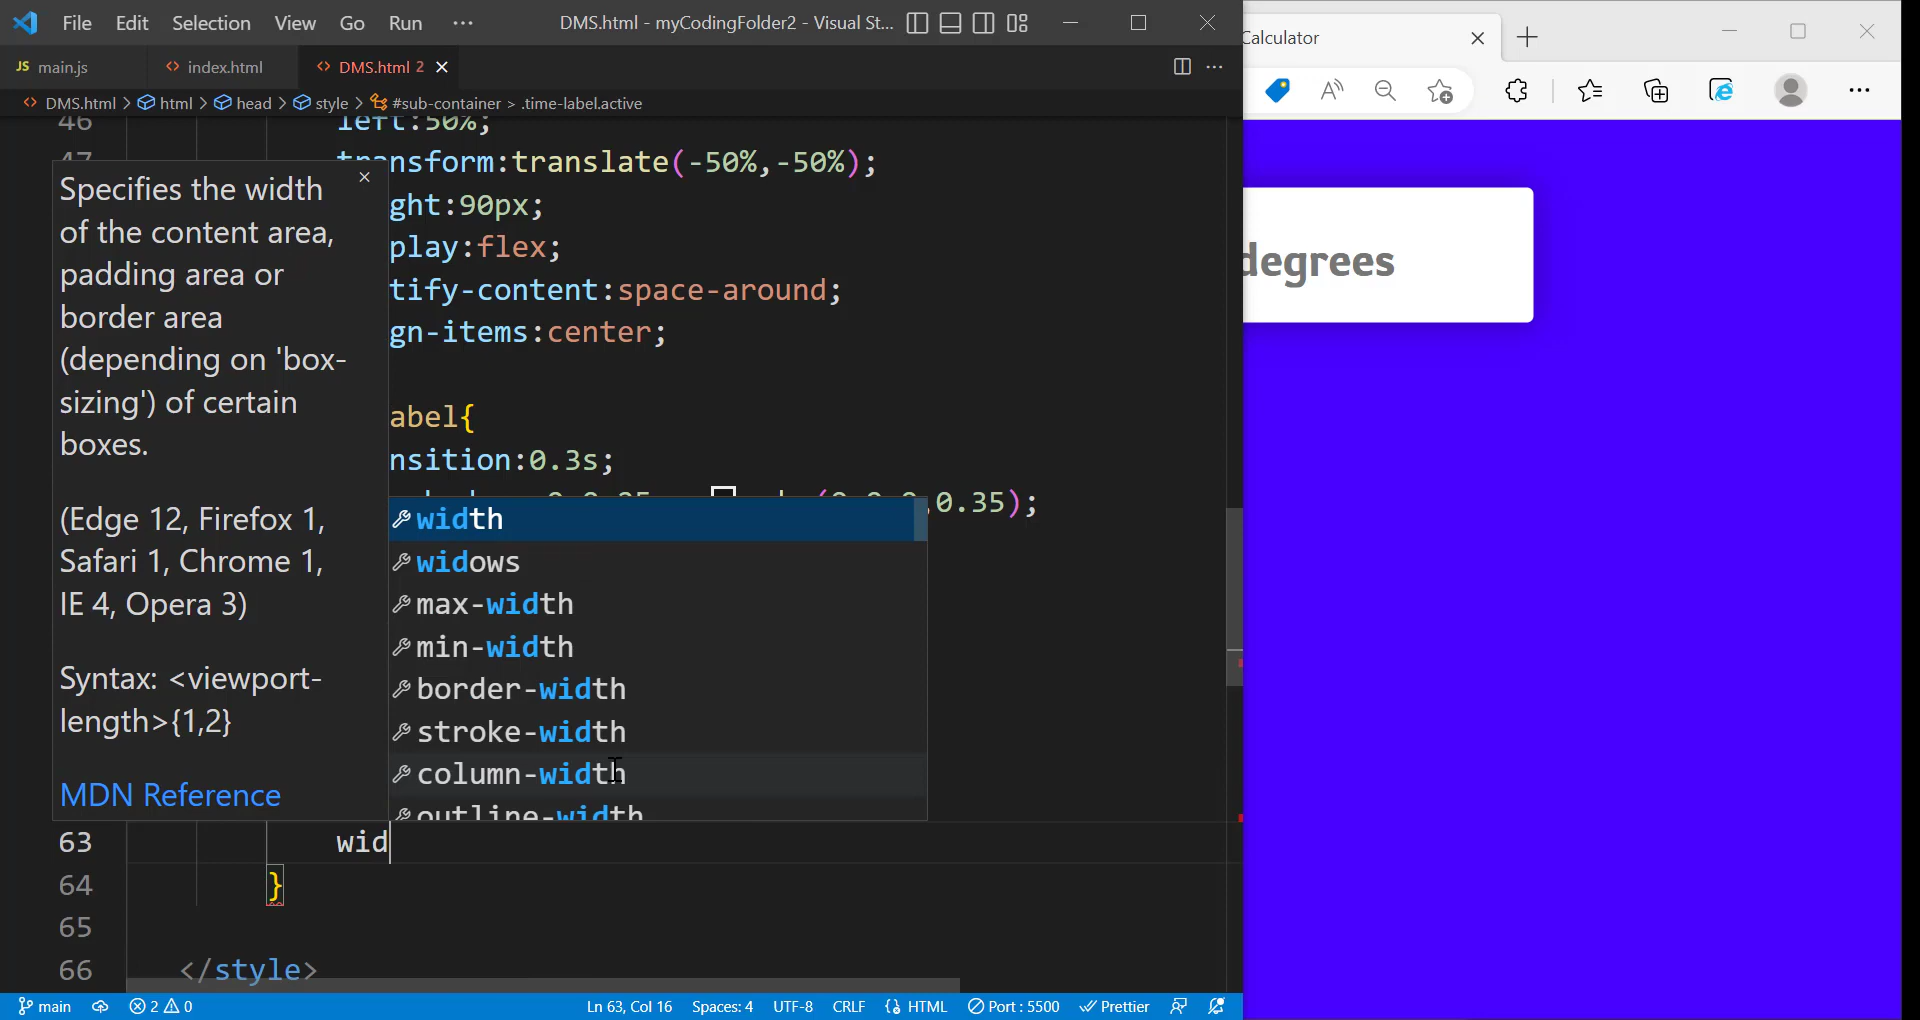 File Edit Selection View Go Run ··· DMS.html - myCodingFolder2 - Visual St...
JS main.js <> index.html <> DMS.html 2
<> DMS.html > html > head > style > #sub-container > .time-label.active
46 left:50%;
47 transform:translate(-50%,-50%);
ght:90px;
play:flex;
tify-content:space-around;
gn-items:center;
abel{
nsition:0.3s;
0.35);
Specifies the width
of the content area,
padding area or
border area
(depending on 'box-
sizing') of certain
boxes.
(Edge 12, Firefox 1,
Safari 1, Chrome 1,
IE 4, Opera 3)
Syntax: <viewport-
length>{1,2}
MDN Reference
width
widows
max-width
min-width
border-width
stroke-width
column-width
outline-width
63 wid
64 }
65
66 </style>
main 2 0 Ln 63, Col 16 Spaces: 4 UTF-8 CRLF HTML Port : 5500 Prettier
Calculator
degrees